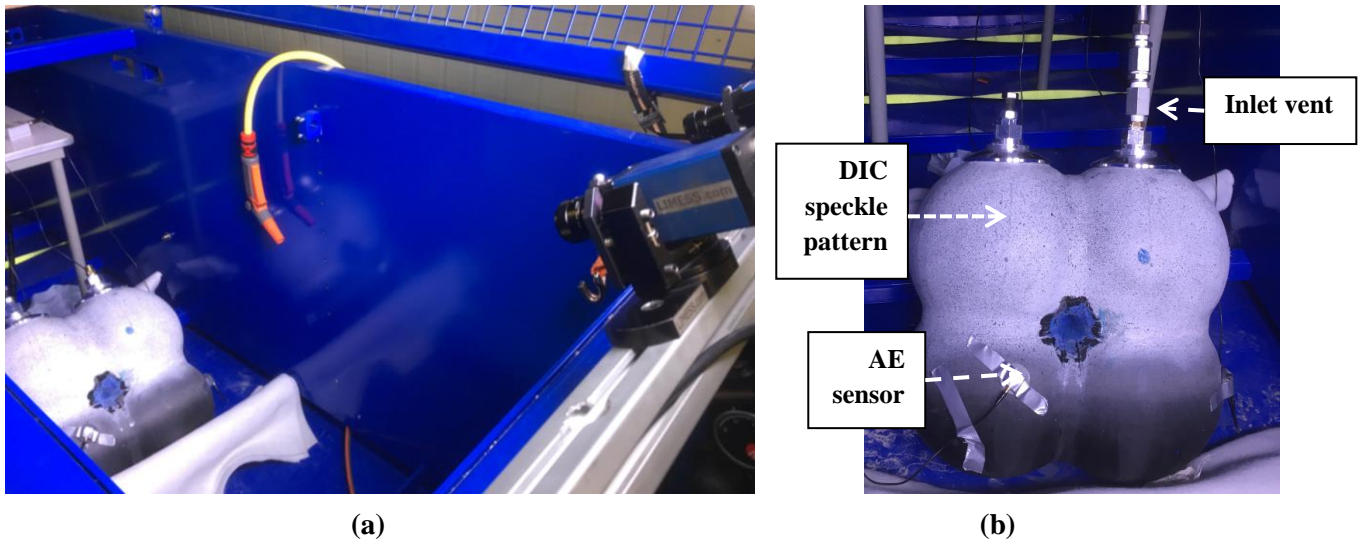 LIMESS.com
Inlet vent
DIC
speckle
pattern
AE
sensor
(a)
(b)